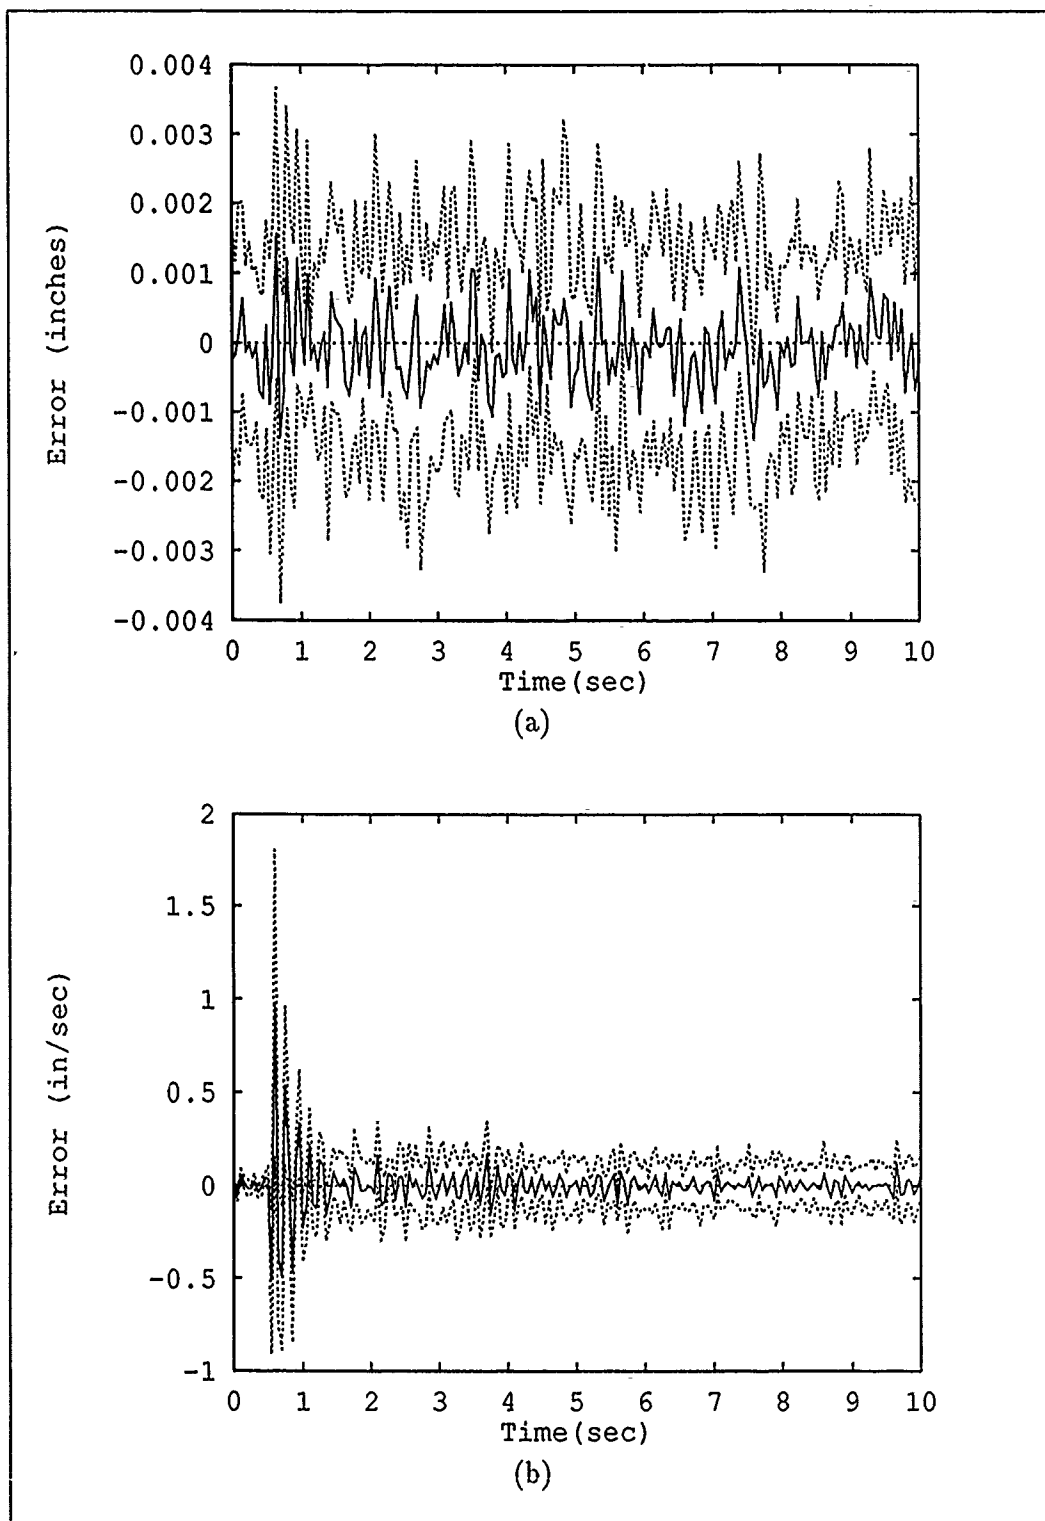 0.004
0.003
0.002
0.001
0
-0.001
-0.002
-0.003
-0.004
Error (inches)
0 1 2 3 4 5 6 7 8 9 10
Time(sec)
(a)
2
1.5
1
0.5
0
-0.5
-1
Error (in/sec)
0 1 2 3 4 5 6 7 8 9 10
Time(sec)
(b)